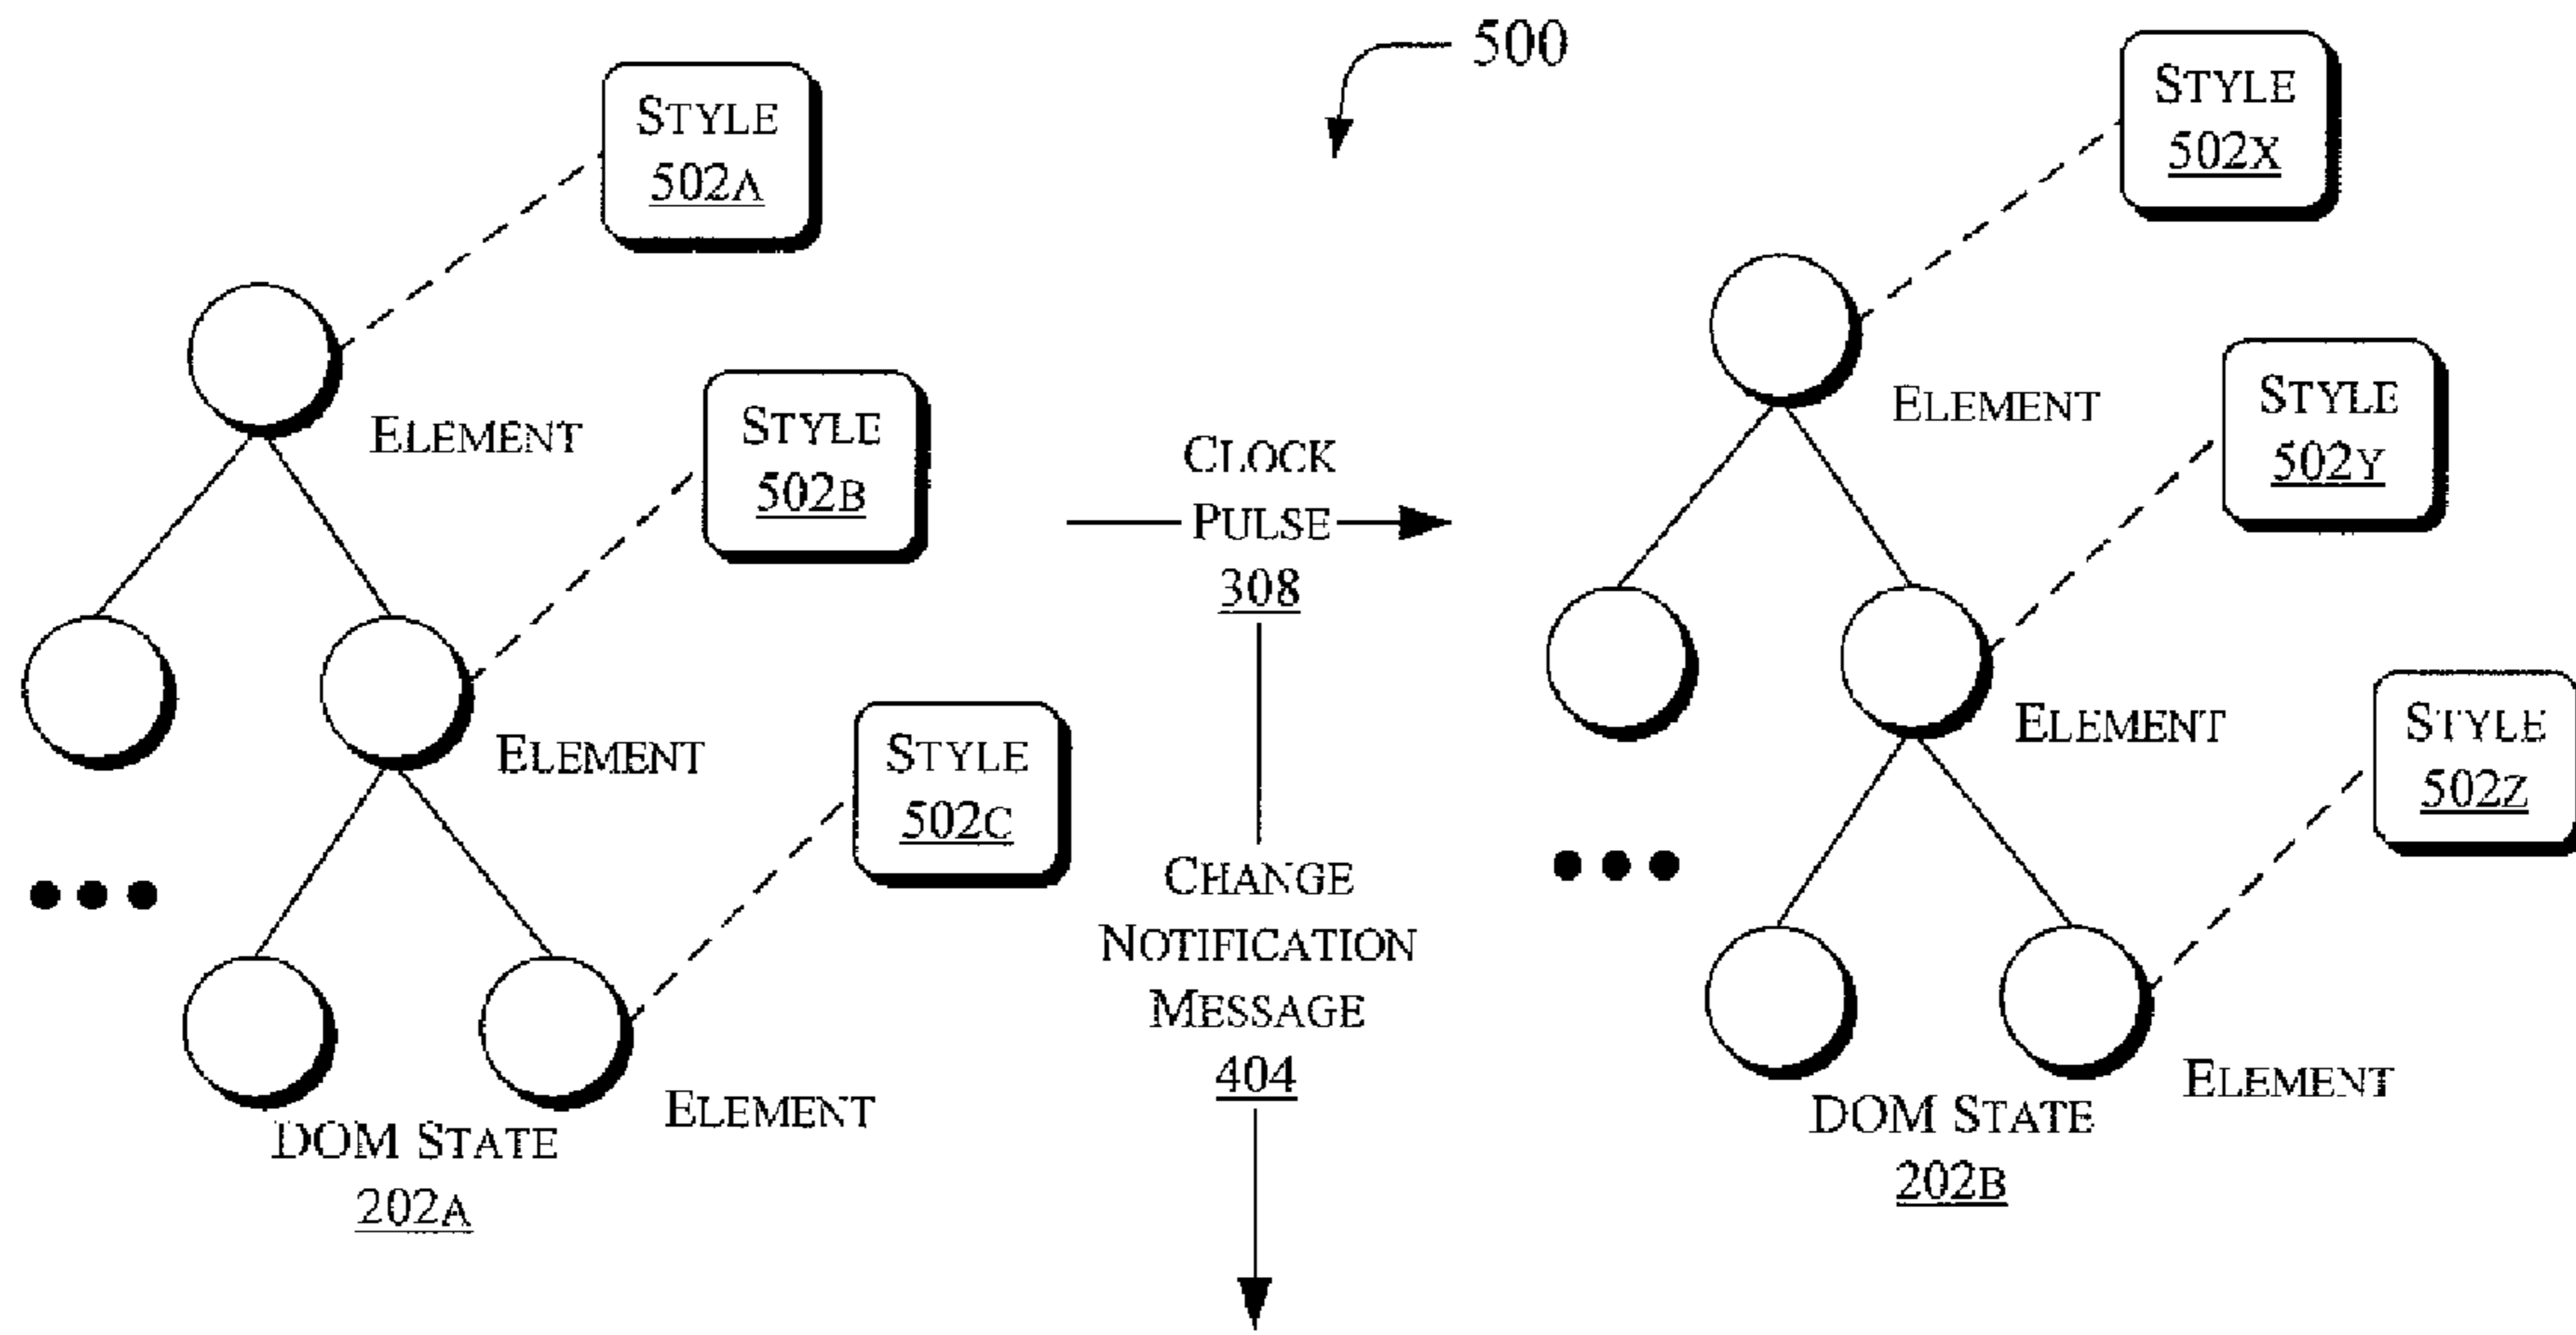 500
STYLE
502A
ELEMENT
STYLE
502B
ELEMENT
STYLE
502C
ELEMENT
DOM STATE
202A
CLOCK
PULSE
308
CHANGE
NOTIFICATION
MESSAGE
404
STYLE
502X
ELEMENT
STYLE
502Y
ELEMENT
STYLE
502Z
ELEMENT
DOM STATE
202B